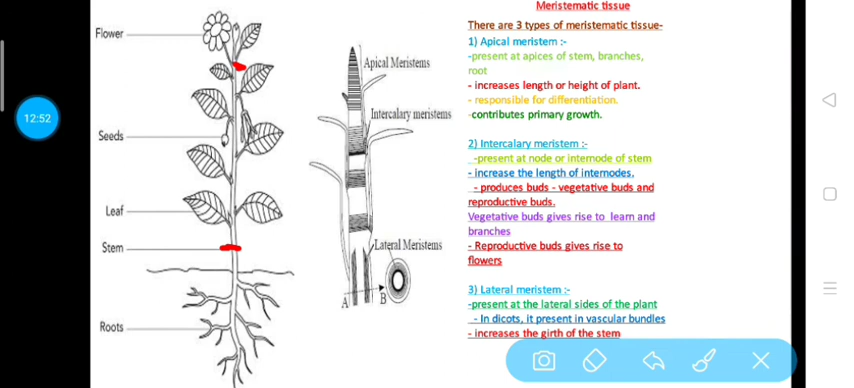 Meristematic tissue
Flower
Seeds
Leaf
Stem
Roots
12:52
Apical Meristems
Intercalary meristems
Lateral Meristems
A
B
There are 3 types of meristematic tissue-
1) Apical meristem :-
-present at apices of stem, branches,
root
- increases length or height of plant.
- responsible for differentiation.
-contributes primary growth.
2) Intercalary meristem :-
-present at node or internode of stem
- increase the length of internodes.
- produces buds - vegetative buds and
reproductive buds.
Vegetative buds gives rise to learn and
branches
- Reproductive buds gives rise to
flowers
3) Lateral meristem :-
-present at the lateral sides of the plant
- In dicots, it present in vascular bundles
- increases the girth of the stem